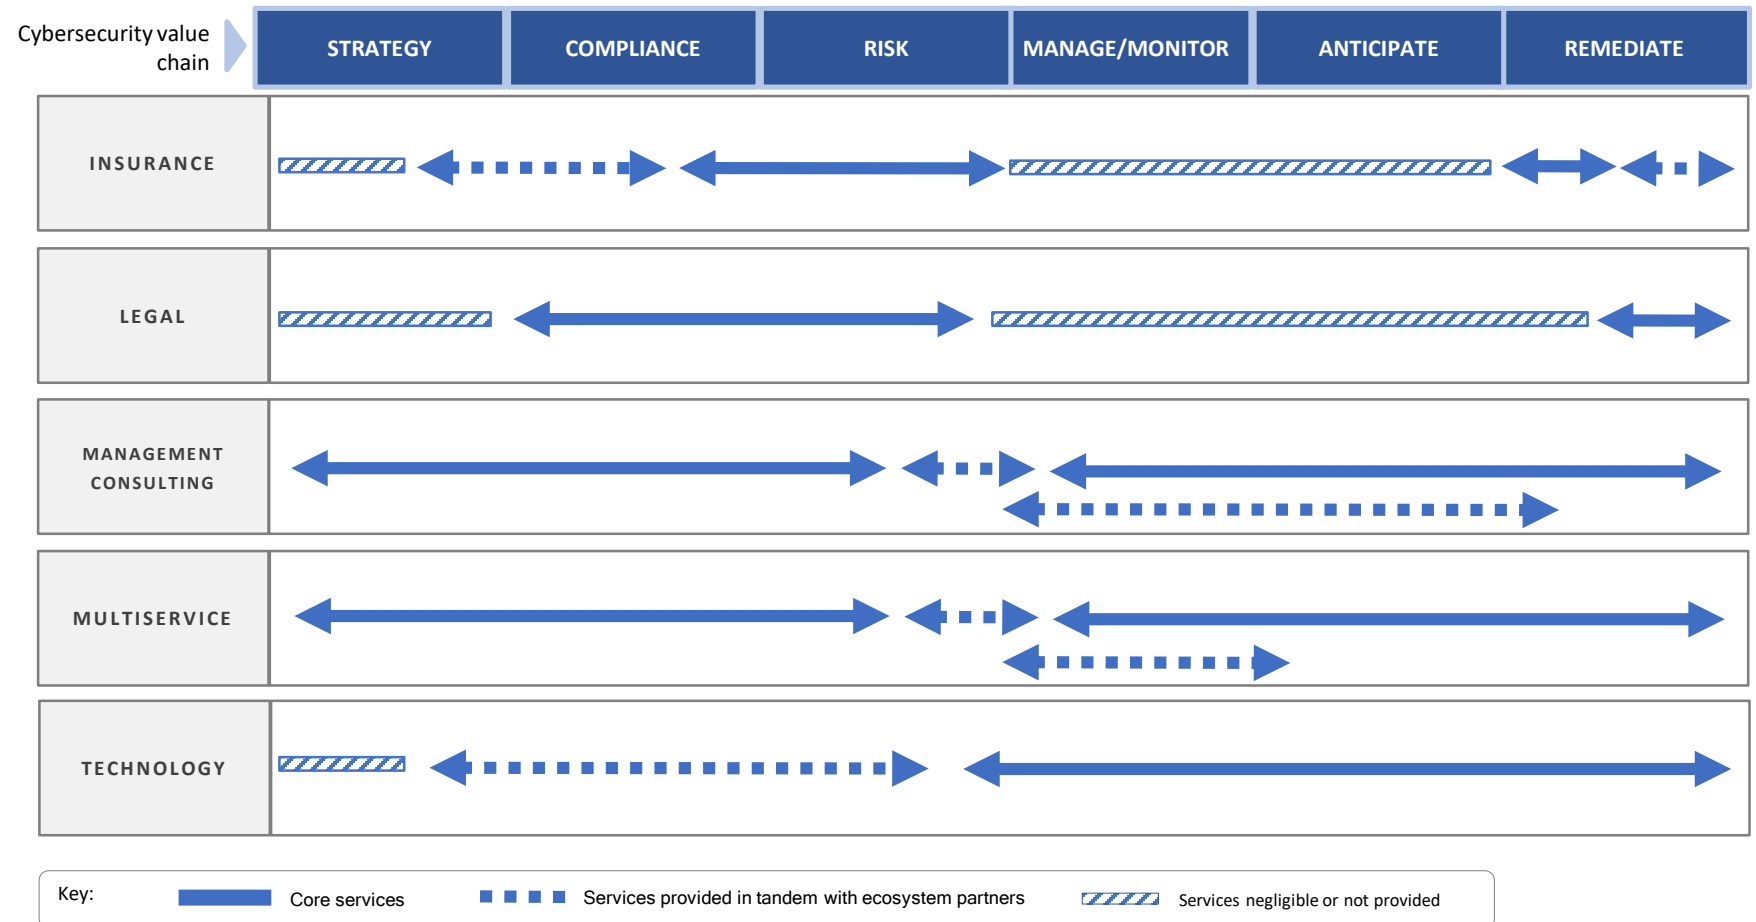 Cybersecurity value
chain
STRATEGY
COMPLIANCE
RISK
MANAGE/MONITOR
ANTICIPATE
REMEDIATE
INSURANCE
LEGAL
MANAGEMENT
CONSULTING
MULTISERVICE
TECHNOLOGY
Key:
Core services
Services provided in tandem with ecosystem partners
Services negligible or not provided